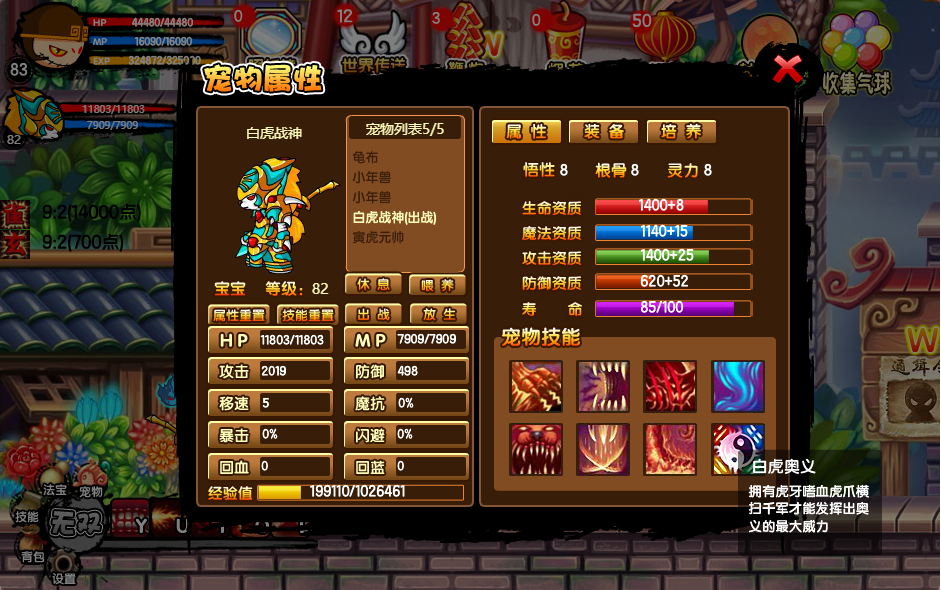 HP 44480/44480
MP 16090/16090
83
11803/11803
7909/7909
82
9:2(14000点)
9:2(700点)
0
12
3
0
50
世界传送
收集气球
W
宠物属性
白虎战神
宠物列表5/5
龟布
小年兽
小年兽
白虎战神(出战)
寅虎元帅
宝宝 等级: 82
休息
喂养
属性重置
技能重置
出战
放生
HP 11803/11803
MP 7909/7909
攻击 2019
防御 498
移速 5
魔抗 0%
暴击 0%
闪避 0%
回血 0
回蓝 0
经验值 199110/1026461
属性
装备
培养
悟性 8 根骨 8 灵力 8
生命资质 1400+8
魔法资质 1140+15
攻击资质 1400+25
防御资质 620+52
寿命 85/100
宠物技能
白虎奥义
拥有虎牙嗜血虎爪横
扫千军才能发挥出奥
义的最大威力
W
法宝
宠物
技能
无双
Y
U
背包
设置